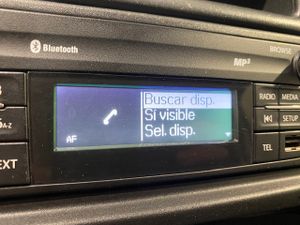 Bluetooth
MP3
BROWSE
Buscar disp.
Sí visible
Sel. disp.
AF
RADIO
MEDIA
SETUP
TEL
A-Z
EXT